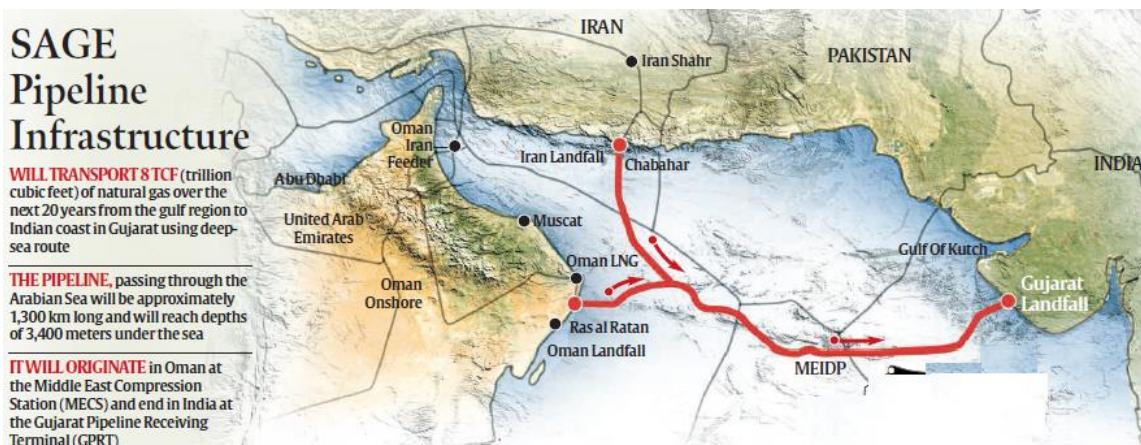 SAGE
Pipeline
Infrastructure
WILL TRANSPORT 8 TCF (trillion
cubic feet) of natural gas over the
next 20 years from the gulf region to
Indian coast in Gujarat using deep-
sea route
THE PIPELINE, passing through the
Arabian Sea will be approximately
1,300 km long and will reach depths
of 3,400 meters under the sea
IT WILL ORIGINATE in Oman at
the Middle East Compression
Station (MECS) and end in India at
the Gujarat Pipeline Receiving
Terminal (GPRT)
IRAN
Iran Shahr
PAKISTAN
Oman
Iran
Feeder
Iran Landfall
Chabahar
INDIA
Abu Dhabi
United Arab
Emirates
Muscat
Gulf Of Kutch
Oman LNG
Oman
Onshore
Gujarat
Landfall
Ras al Ratan
Oman Landfall
MEIDP